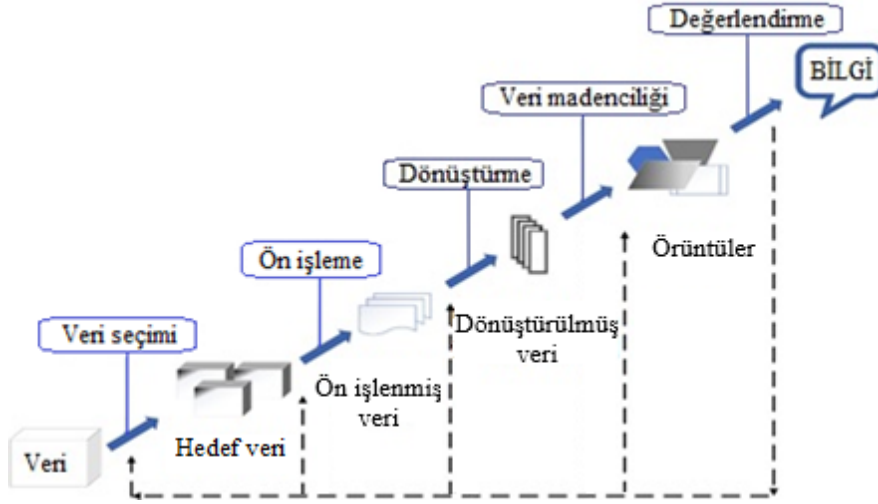 Değerlendirme
BİLGİ
Veri madenciliği
Dönüştürme
Örüntüler
Ön işleme
Dönüştürülmüş
veri
Veri seçimi
Ön işlenmiş
veri
Hedef veri
Veri